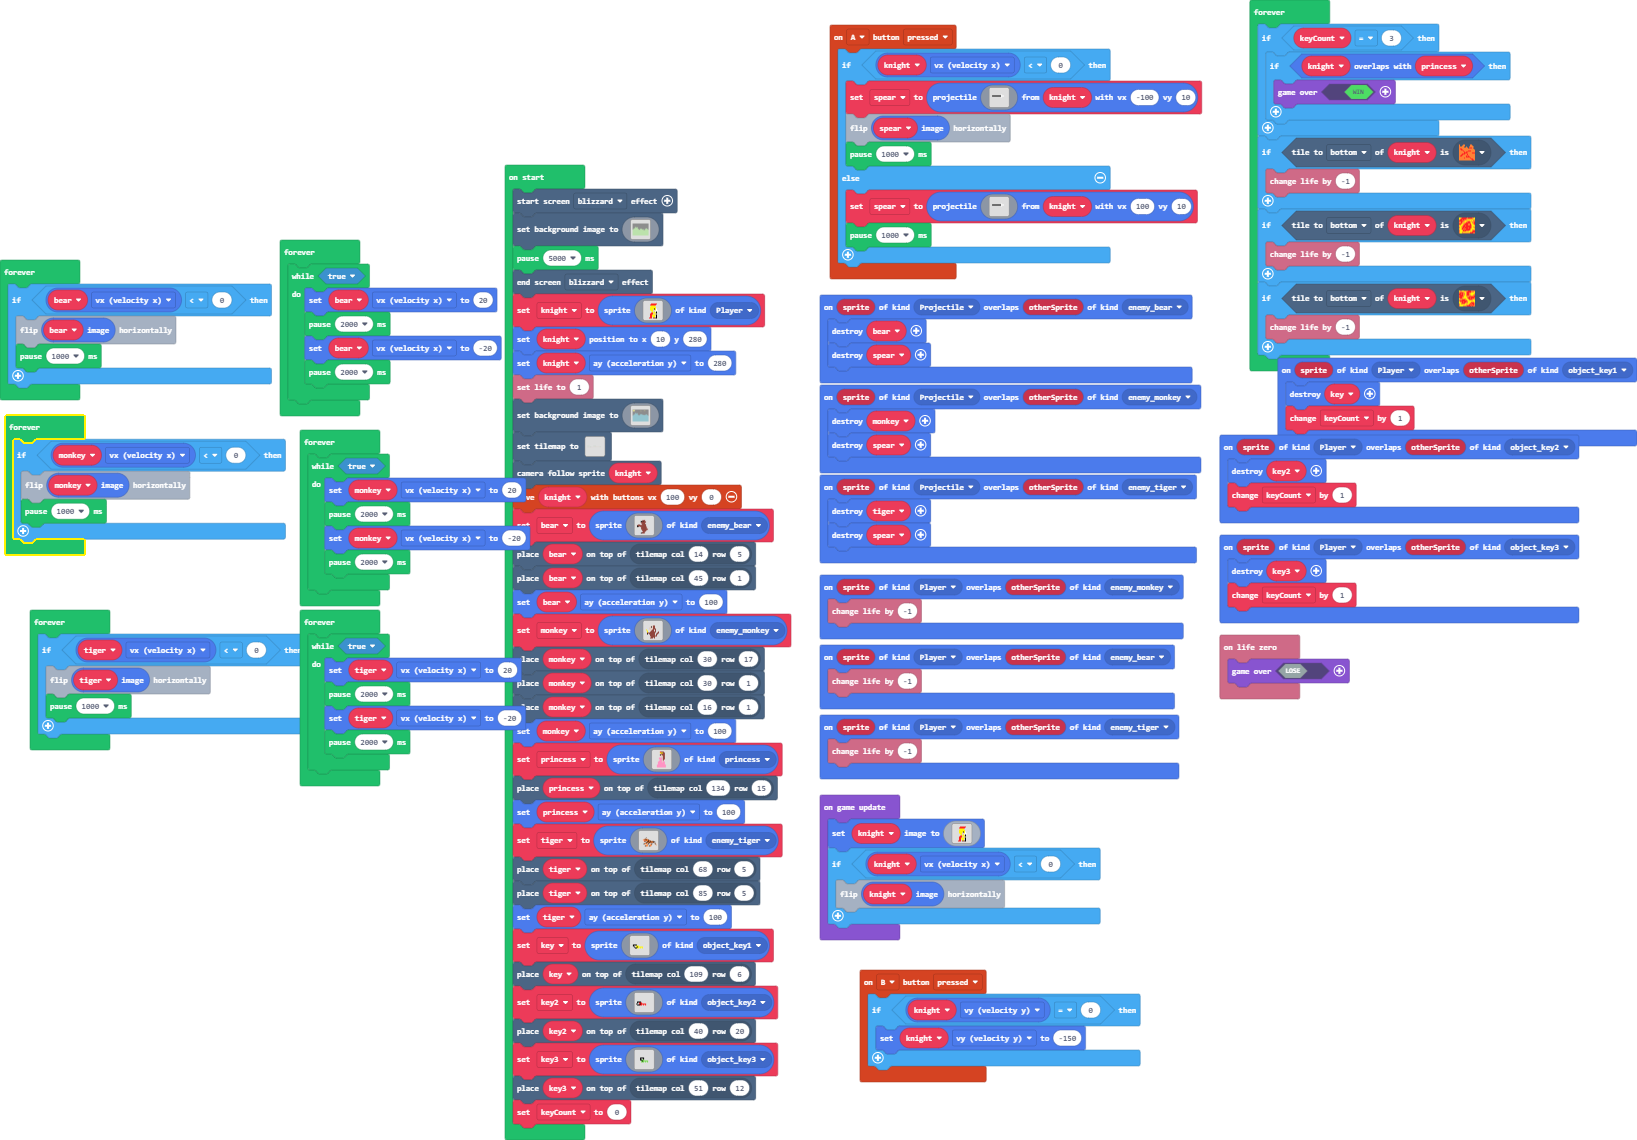 forever
if bear vx (velocity x) < 0 then
flip bear image horizontally
pause 1000 ms
forever
if monkey vx (velocity x) < 0 then
flip monkey image horizontally
pause 1000 ms
forever
if tiger vx (velocity x) < 0 then
flip tiger image horizontally
pause 1000 ms
forever
while true
do
set bear vx (velocity x) to 20
pause 2000 ms
set bear vx (velocity x) to -20
pause 2000 ms
forever
while true
do
set monkey vx (velocity x) to 20
pause 2000 ms
set monkey vx (velocity x) to -20
pause 2000 ms
forever
while true
do
set tiger vx (velocity x) to 20
pause 2000 ms
set tiger vx (velocity x) to -20
pause 2000 ms
on start
start screen blizzard effect
set background image to
pause 5000 ms
end screen blizzard effect
set knight to sprite of kind Player
set knight position to x 10 y 280
set knight ay (acceleration y) to 280
set life to 1
set background image to
set tilemap to
camera follow sprite knight
knight with buttons vx 100 vy 0
set bear to sprite of kind enemy_bear
place bear on top of tilemap col 14 row 5
place bear on top of tilemap col 45 row 1
set bear ay (acceleration y) to 100
set monkey to sprite of kind enemy_monkey
place monkey on top of tilemap col 30 row 17
place monkey on top of tilemap col 30 row 1
place monkey on top of tilemap col 16 row 1
set monkey ay (acceleration y) to 100
set princess to sprite of kind princess
place princess on top of tilemap col 134 row 15
set princess ay (acceleration y) to 100
set tiger to sprite of kind enemy_tiger
place tiger on top of tilemap col 68 row 5
place tiger on top of tilemap col 85 row 5
set tiger ay (acceleration y) to 100
set key to sprite of kind object_key1
place key on top of tilemap col 109 row 6
set key2 to sprite of kind object_key2
place key2 on top of tilemap col 40 row 20
set key3 to sprite of kind object_key3
place key3 on top of tilemap col 51 row 12
set keyCount to 0
on A button pressed
if knight vx (velocity x) < 0 then
set spear to projectile from knight with vx -100 vy 10
flip spear image horizontally
pause 1000 ms
else
set spear to projectile from knight with vx 100 vy 10
pause 1000 ms
on sprite of kind Projectile overlaps otherSprite of kind enemy_bear
destroy bear
destroy spear
on sprite of kind Projectile overlaps otherSprite of kind enemy_monkey
destroy monkey
destroy spear
on sprite of kind Projectile overlaps otherSprite of kind enemy_tiger
destroy tiger
destroy spear
on sprite of kind Player overlaps otherSprite of kind enemy_monkey
change life by -1
on sprite of kind Player overlaps otherSprite of kind enemy_bear
change life by -1
on sprite of kind Player overlaps otherSprite of kind enemy_tiger
change life by -1
on game update
set knight image to
if knight vx (velocity x) < 0 then
flip knight image horizontally
on B button pressed
if knight vy (velocity y) = 0 then
set knight vy (velocity y) to -150
forever
if keyCount = 3 then
if knight overlaps with princess then
game over WIN
if tile to bottom of knight is then
change life by -1
if tile to bottom of knight is then
change life by -1
if tile to bottom of knight is then
change life by -1
on sprite of kind Player overlaps otherSprite of kind object_key1
destroy key
change keyCount by 1
on sprite of kind Player overlaps otherSprite of kind object_key2
destroy key2
change keyCount by 1
on sprite of kind Player overlaps otherSprite of kind object_key3
destroy key3
change keyCount by 1
on life zero
game over LOSE